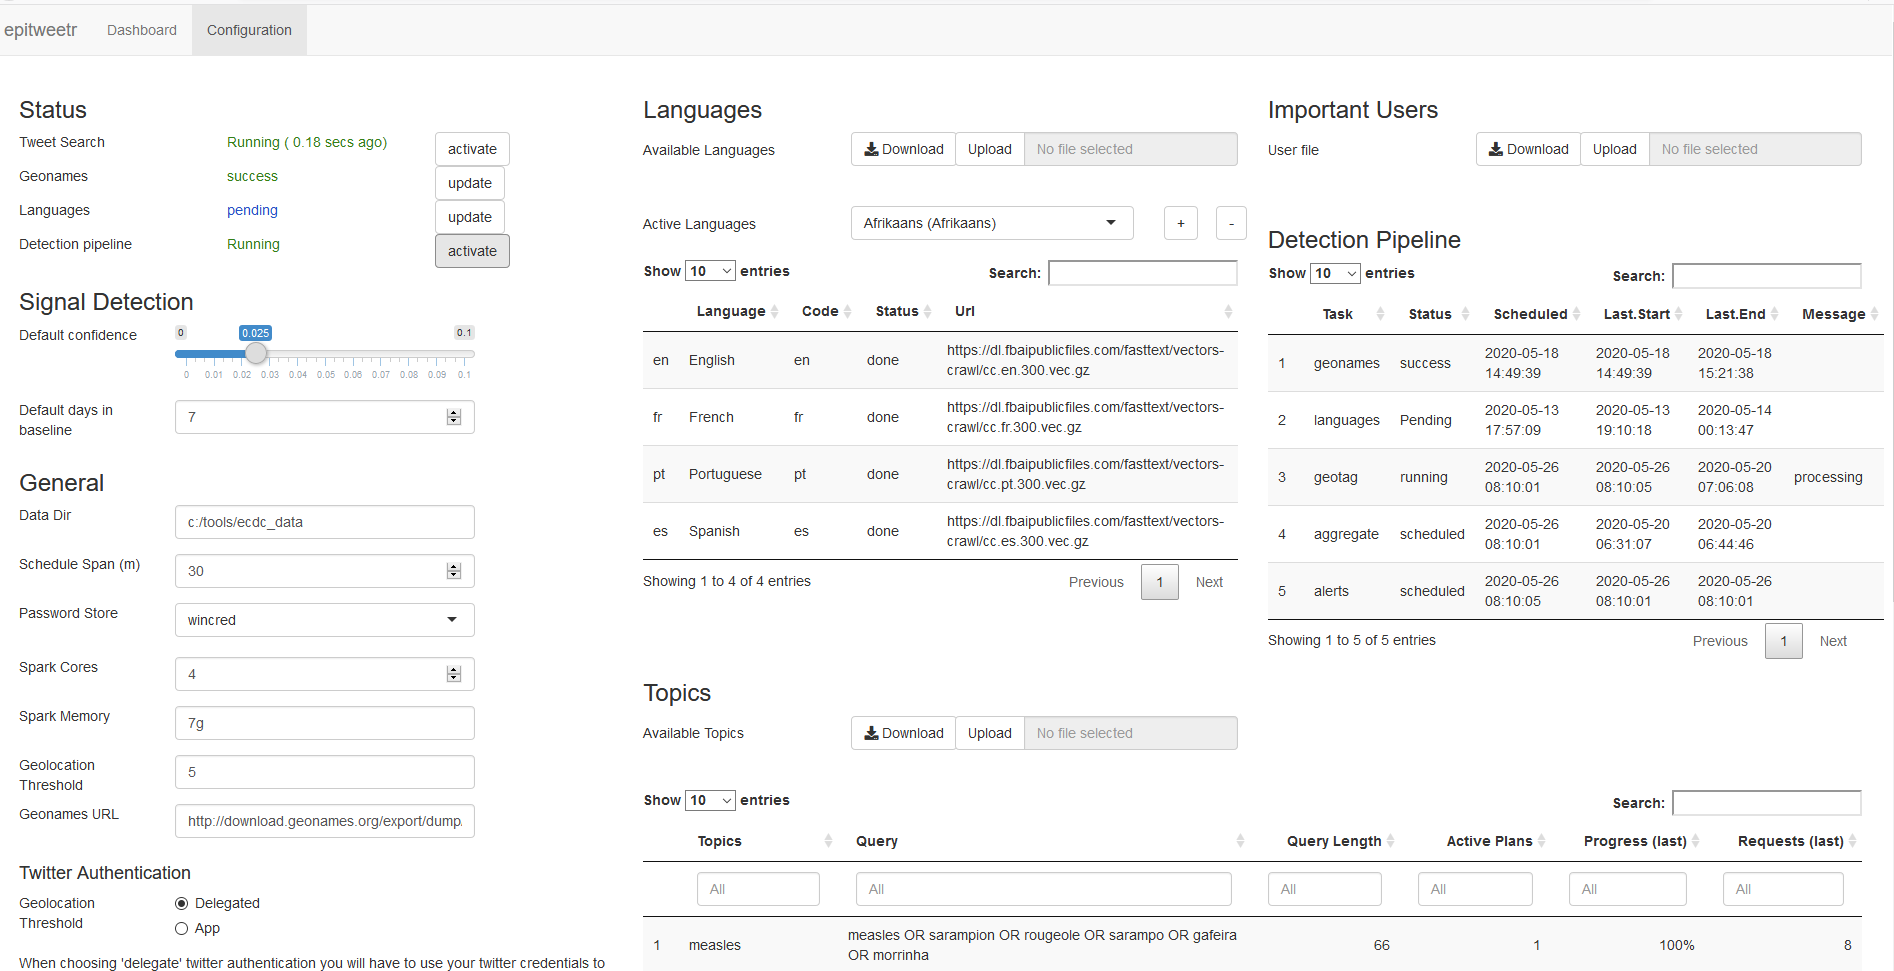 epitweetr Dashboard Configuration
Status
Tweet Search Running ( 0.18 secs ago) activate
Geonames success update
Languages pending update
Detection pipeline Running activate
Signal Detection
Default confidence 0 0.025 0.1
0 0.01 0.02 0.03 0.04 0.05 0.06 0.07 0.08 0.09 0.1
Default days in
baseline
7
General
Data Dir c:/tools/ecdc_data
Schedule Span (m) 30
Password Store wincred
Spark Cores 4
Spark Memory 7g
Geolocation
Threshold
5
Geonames URL http://download.geonames.org/export/dump/
Twitter Authentication
Geolocation
Threshold
Delegated
App
When choosing 'delegate' twitter authentication you will have to use your twitter credentials to
Languages
Available Languages Download Upload No file selected
Active Languages Afrikaans (Afrikaans) + -
Show 10 entries Search:
Language Code Status Url
en English en done https://dl.fbaipublicfiles.com/fasttext/vectors-
crawl/cc.en.300.vec.gz
fr French fr done https://dl.fbaipublicfiles.com/fasttext/vectors-
crawl/cc.fr.300.vec.gz
pt Portuguese pt done https://dl.fbaipublicfiles.com/fasttext/vectors-
crawl/cc.pt.300.vec.gz
es Spanish es done https://dl.fbaipublicfiles.com/fasttext/vectors-
crawl/cc.es.300.vec.gz
Showing 1 to 4 of 4 entries Previous 1 Next
Important Users
User file Download Upload No file selected
Detection Pipeline
Show 10 entries Search:
Task Status Scheduled Last.Start Last.End Message
1 geonames success 2020-05-18 2020-05-18 2020-05-18
14:49:39 14:49:39 15:21:38
2 languages Pending 2020-05-13 2020-05-13 2020-05-14
17:57:09 19:10:18 00:13:47
3 geotag running 2020-05-26 2020-05-26 2020-05-20 processing
08:10:01 08:10:05 07:06:08
4 aggregate scheduled 2020-05-26 2020-05-20 2020-05-20
08:10:01 06:31:07 06:44:46
5 alerts scheduled 2020-05-26 2020-05-26 2020-05-26
08:10:05 08:10:01 08:10:01
Showing 1 to 5 of 5 entries Previous 1 Next
Topics
Available Topics Download Upload No file selected
Show 10 entries Search:
Topics Query Query Length Active Plans Progress (last) Requests (last)
All All All All All All
1 measles measles OR sarampion OR rougeole OR sarampo OR gafeira 66 1 100% 8
OR morrinha